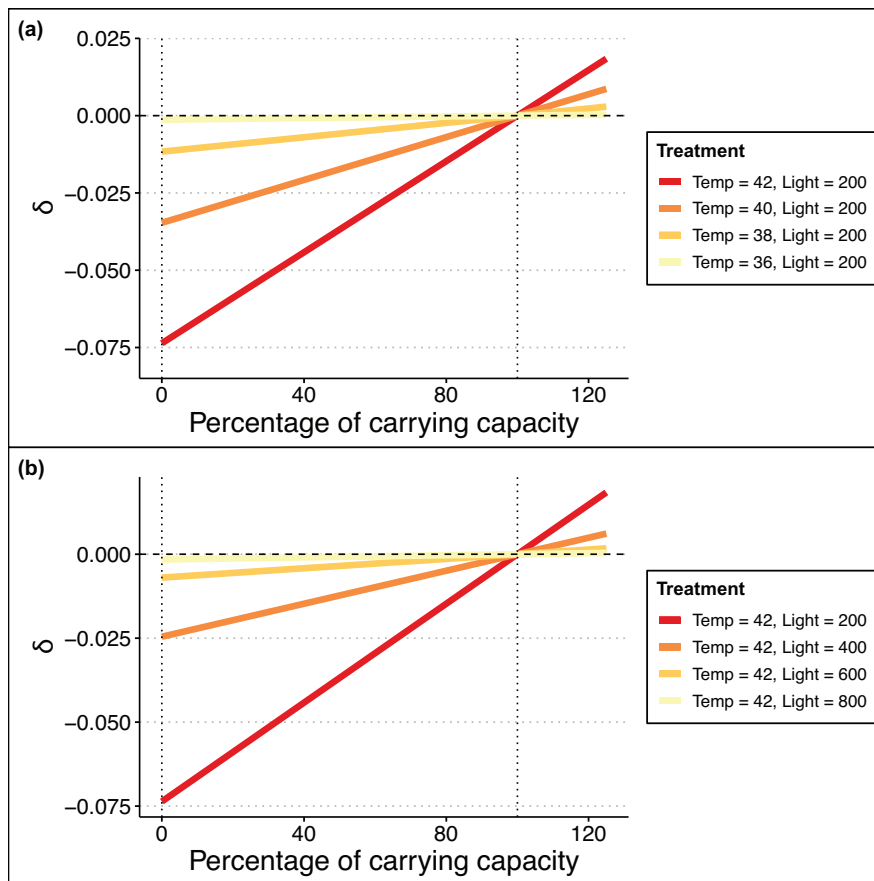 (a)
0.025
0.000
−0.025
−0.050
−0.075
δ
0
40
80
120
Percentage of carrying capacity
Treatment
Temp = 42, Light = 200
Temp = 40, Light = 200
Temp = 38, Light = 200
Temp = 36, Light = 200
(b)
0.000
−0.025
−0.050
−0.075
δ
0
40
80
120
Percentage of carrying capacity
Treatment
Temp = 42, Light = 200
Temp = 42, Light = 400
Temp = 42, Light = 600
Temp = 42, Light = 800